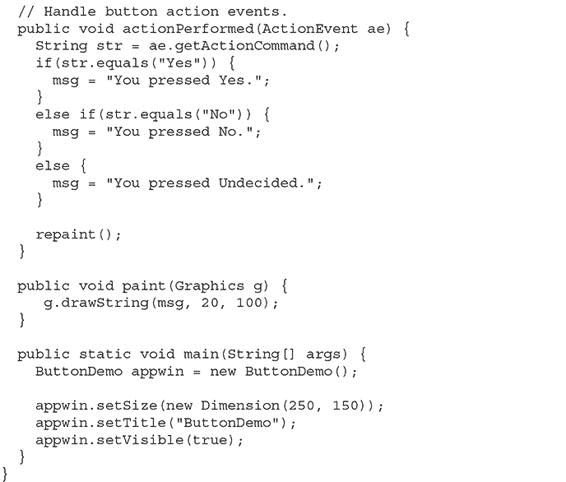 // Handle button action events.
public void actionPerformed(ActionEvent ae) {
String str = ae.getActionCommand();
if(str.equals("Yes")) {
msg = "You pressed Yes.";
}
else if(str.equals("No")) {
msg = "You pressed No.";
}
else {
msg = "You pressed Undecided.";
}
repaint();
}
public void paint(Graphics g) {
g.drawString(msg, 20, 100);
}
public static void main(String[] args) {
ButtonDemo appwin = new ButtonDemo();
appwin.setSize(new Dimension(250, 150));
appwin.setTitle("ButtonDemo");
appwin.setVisible(true);
}
}